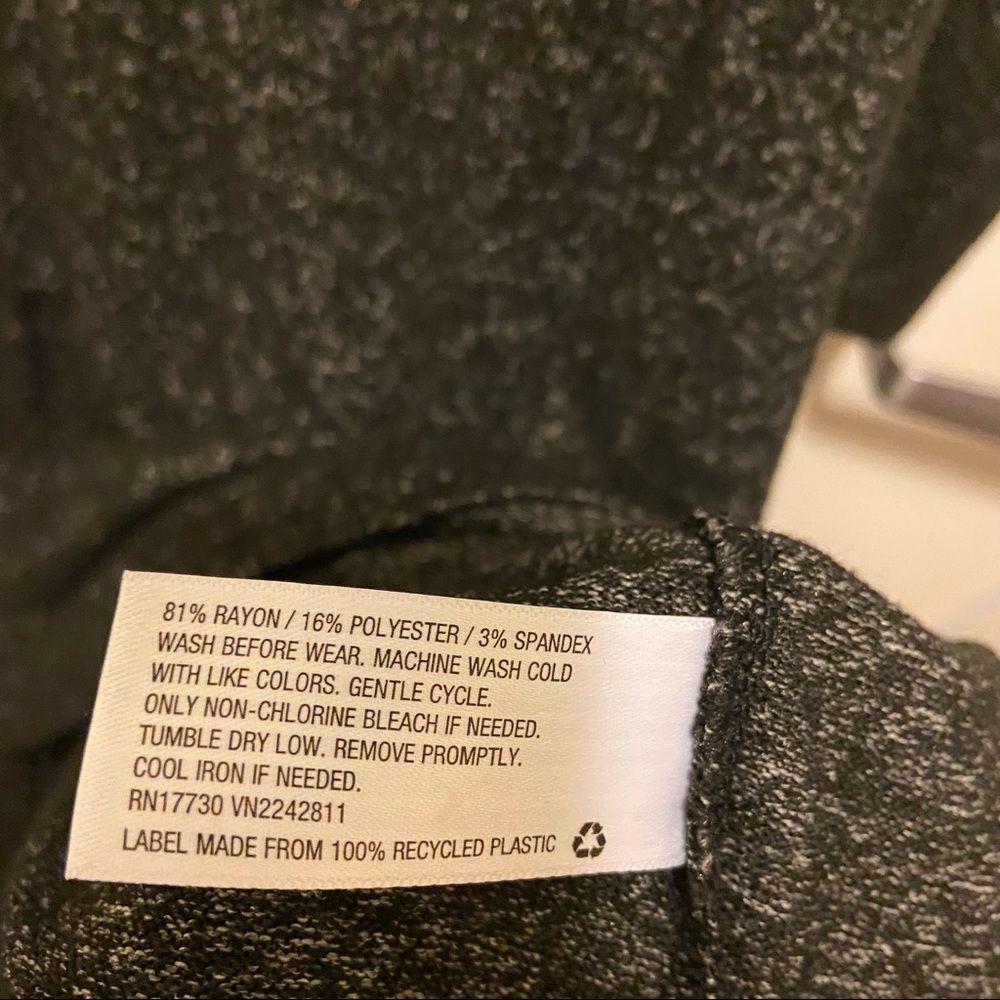 81% RAYON / 16% POLYESTER / 3% SPANDEX
WASH BEFORE WEAR. MACHINE WASH COLD
WITH LIKE COLORS. GENTLE CYCLE.
ONLY NON-CHLORINE BLEACH IF NEEDED.
TUMBLE DRY LOW. REMOVE PROMPTLY.
COOL IRON IF NEEDED.
RN17730 VN2242811
LABEL MADE FROM 100% RECYCLED PLASTIC